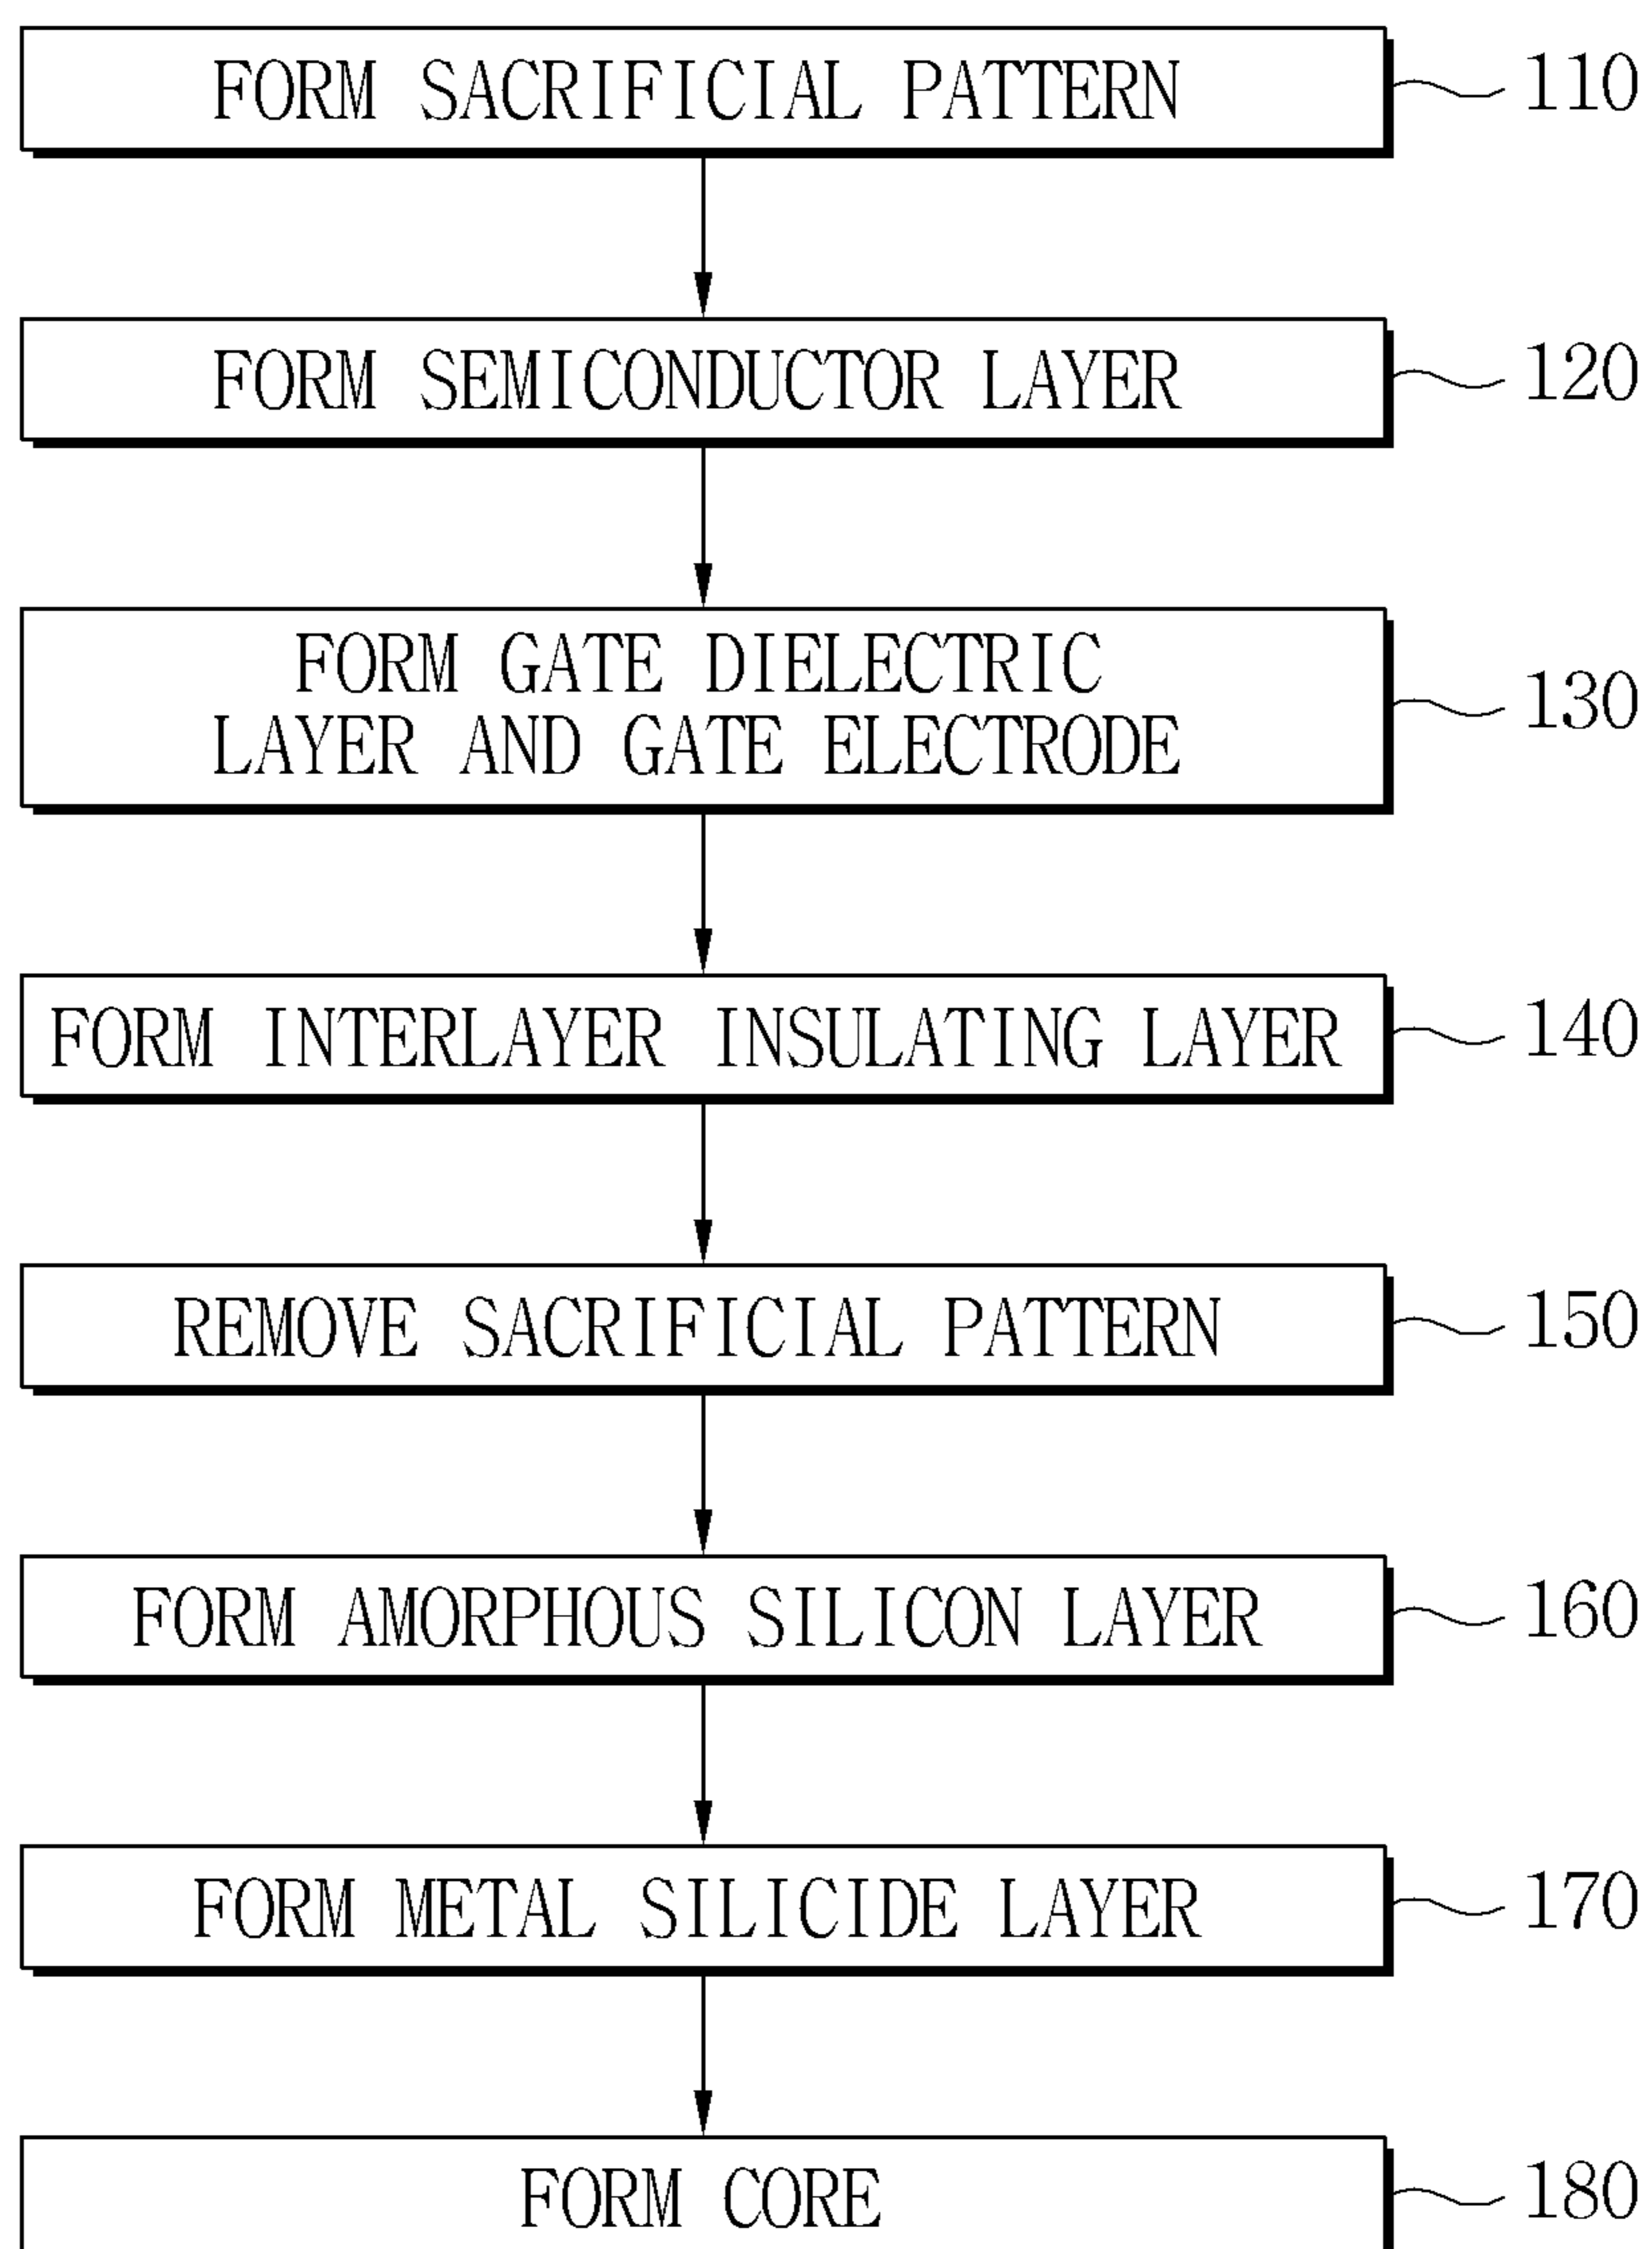 FORM SACRIFICIAL PATTERN 110
FORM SEMICONDUCTOR LAYER 120
FORM GATE DIELECTRIC
LAYER AND GATE ELECTRODE 130
FORM INTERLAYER INSULATING LAYER 140
REMOVE SACRIFICIAL PATTERN 150
FORM AMORPHOUS SILICON LAYER 160
FORM METAL SILICIDE LAYER 170
FORM CORE 180